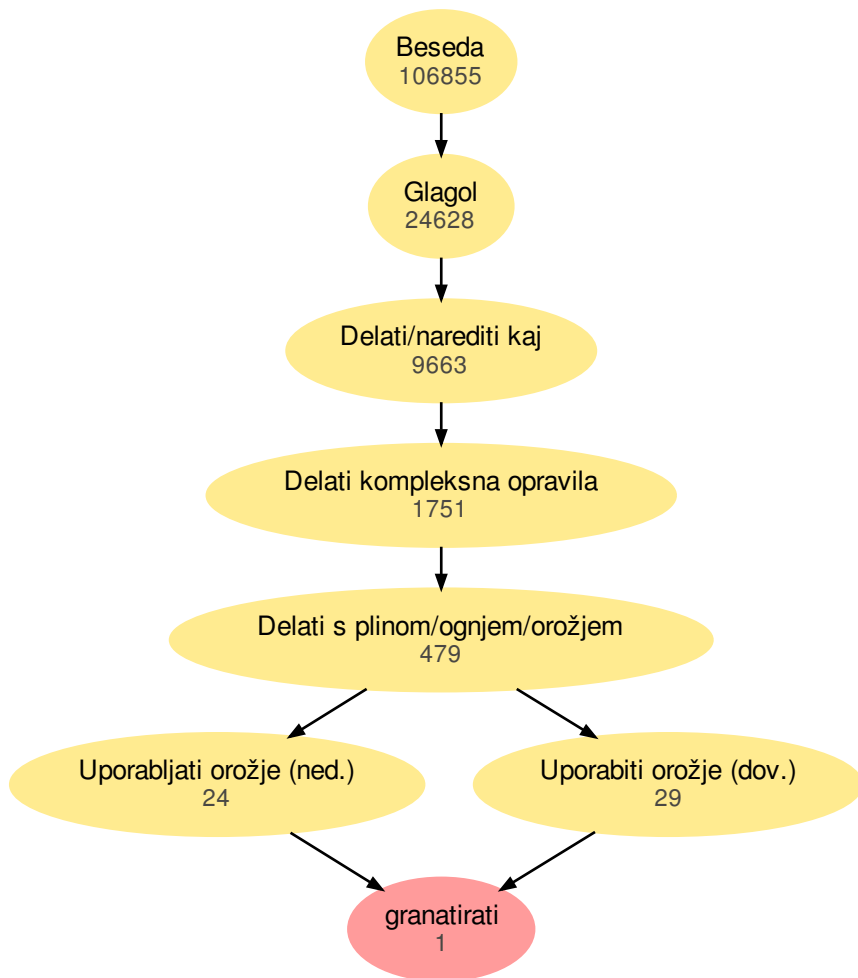 Beseda
106855
Glagol
24628
Delati/narediti kaj
9663
Delati kompleksna opravila
1751
Delati s plinom/ognjem/orožjem
479
Uporabljati orožje (ned.)
24
Uporabiti orožje (dov.)
29
granatirati
1